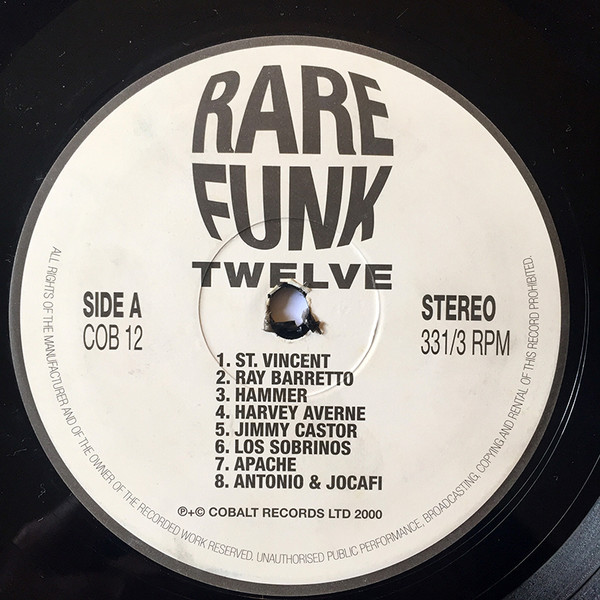 RARE
FUNK
TWELVE
SIDE A
COB 12
STEREO
331/3 RPM
1. ST. VINCENT
2. RAY BARRETTO
3. HAMMER
4. HARVEY AVERNE
5. JIMMY CASTOR
6. LOS SOBRINOS
7. APACHE
8. ANTONIO & JOCAFI
℗+© COBALT RECORDS LTD 2000
ALL RIGHTS OF THE MANUFACTURER AND OF THE OWNER OF THE RECORDED WORK RESERVED. UNAUTHORISED PUBLIC PERFORMANCE, BROADCASTING, COPYING AND RENTAL OF THIS RECORD PROHIBITED.